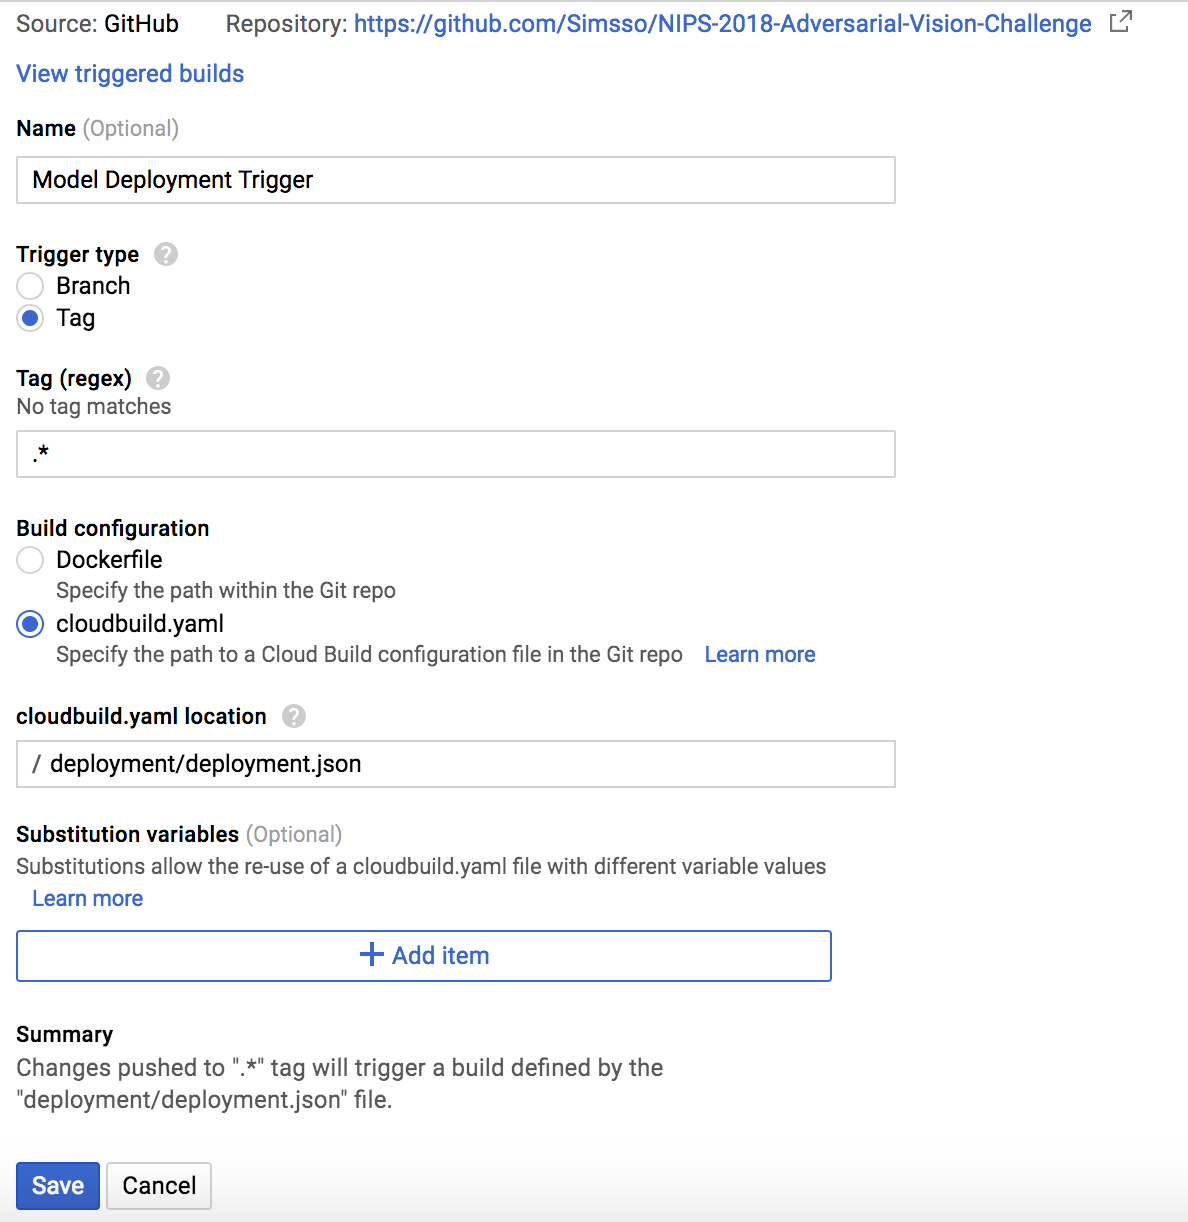 Source: GitHub Repository: https://github.com/Simsso/NIPS-2018-Adversarial-Vision-Challenge
View triggered builds
Name (Optional)
Model Deployment Trigger
Trigger type ?
Branch
Tag
Tag (regex) ?
No tag matches
.*
Build configuration
Dockerfile
Specify the path within the Git repo
cloudbuild.yaml
Specify the path to a Cloud Build configuration file in the Git repo Learn more
cloudbuild.yaml location ?
/ deployment/deployment.json
Substitution variables (Optional)
Substitutions allow the re-use of a cloudbuild.yaml file with different variable values
Learn more
+ Add item
Summary
Changes pushed to ".*" tag will trigger a build defined by the
"deployment/deployment.json" file.
Save Cancel